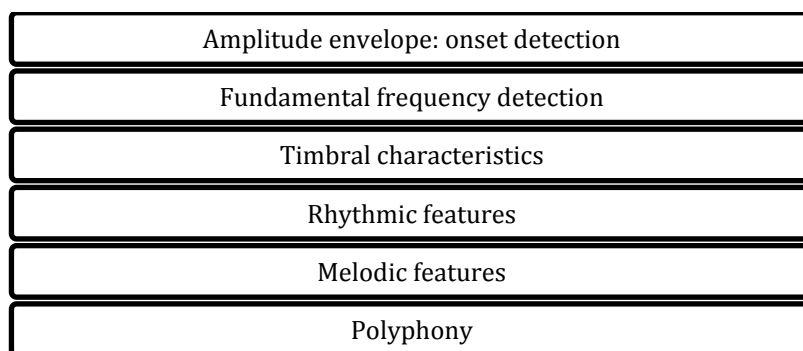 Amplitude envelope: onset detection
Fundamental frequency detection
Timbral characteristics
Rhythmic features
Melodic features
Polyphony